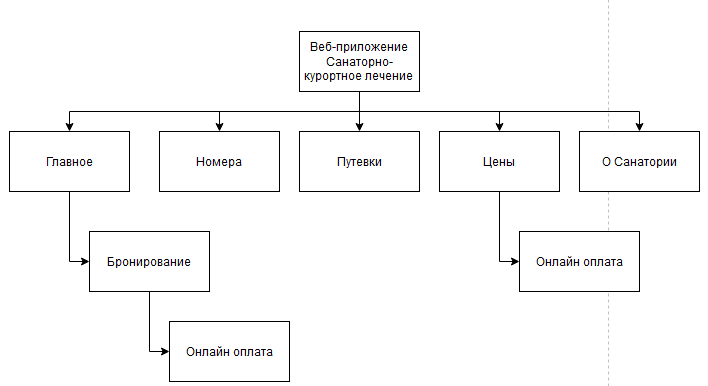 Веб-приложение
Санаторно-
курортное лечение
Главное
Номера
Путевки
Цены
О Санатории
Бронирование
Онлайн оплата
Онлайн оплата